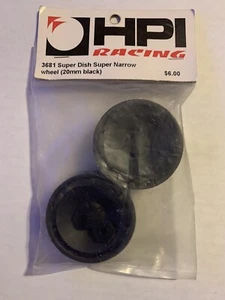 HPI
RACING
3681 Super Dish Super Narrow
wheel (20mm black)
$6.00